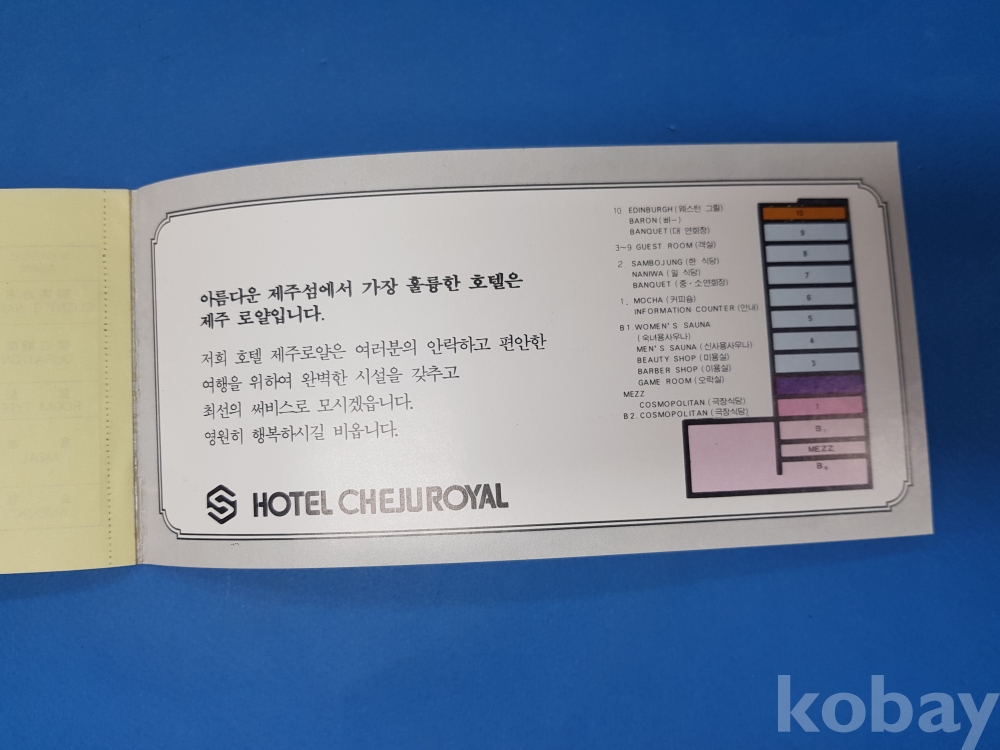 아름다운 제주섬에서 가장 훌륭한 호텔은
제주 로얄입니다.
저희 호텔 제주로얄은 여러분의 안락하고 편안한
여행을 위하여 완벽한 시설을 갖추고
최선의 써비스로 모시겠읍니다.
영원히 행복하시길 비옵니다.
HOTEL CHEJU ROYAL
10 EDINBURGH (웨스턴 그릴)
BARON (빠-)
BANQUET (대 연회장)
3~9 GUEST ROOM (객실)
2. SAMBOJUNG (한 식당)
NANIWA (일 식당)
BANQUET (중·소연회장)
1. MOCHA (커피숍)
INFORMATION COUNTER (안내)
B1 WOMEN'S SAUNA
(숙녀용사우나)
MEN'S SAUNA (신사용사우나)
BEAUTY SHOP (미용실)
BARBER SHOP (이용실)
GAME ROOM (오락실)
MEZZ
COSMOPOLITAN (극장식당)
B2 COSMOPOLITAN (극장식당)
10
9
8
7
6
5
4
3
B1
MEZZ
B2
kobay